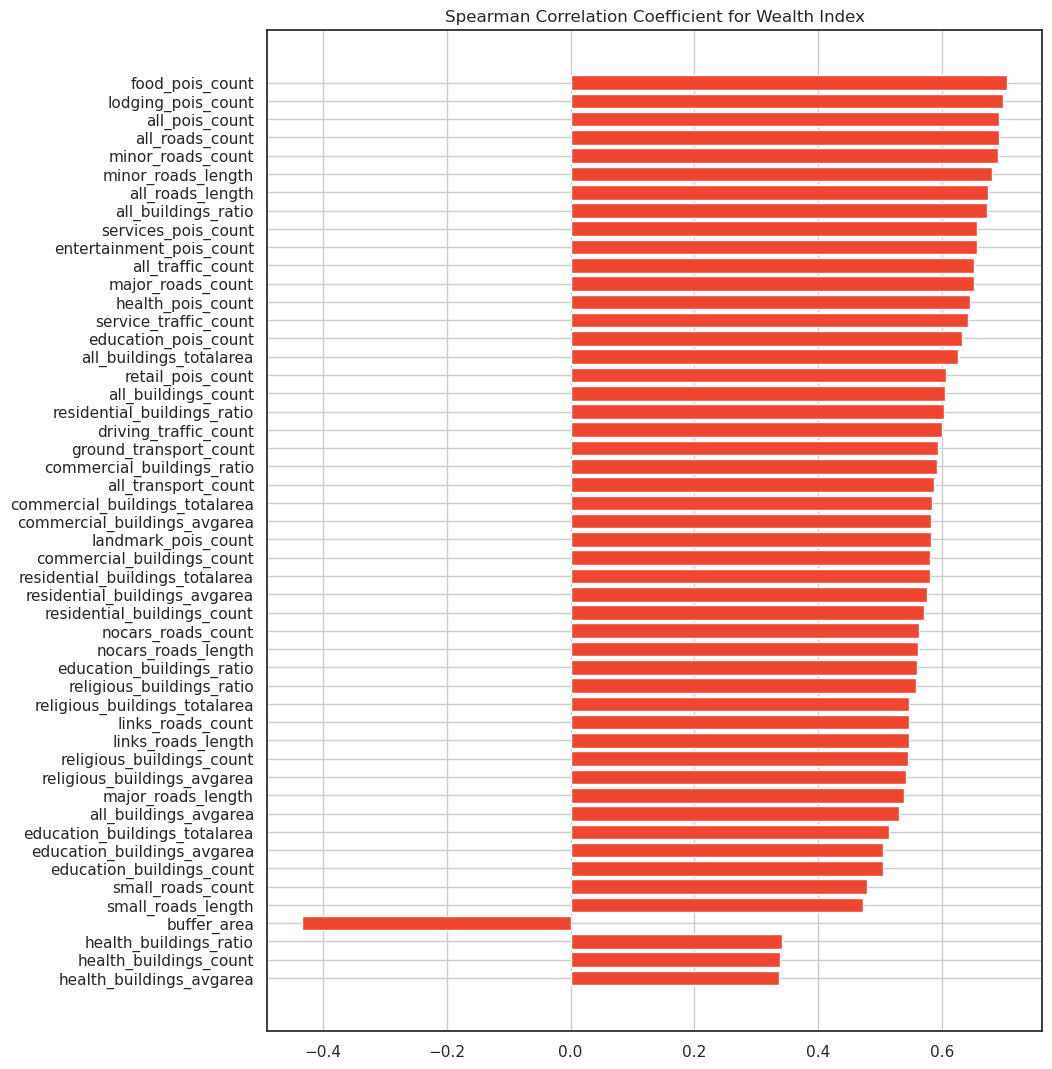 Spearman Correlation Coefficient for Wealth Index
food_pois_count
lodging_pois_count
all_pois_count
all_roads_count
minor_roads_count
minor_roads_length
all_roads_length
all_buildings_ratio
services_pois_count
entertainment_pois_count
all_traffic_count
major_roads_count
health_pois_count
service_traffic_count
education_pois_count
all_buildings_totalarea
retail_pois_count
all_buildings_count
residential_buildings_ratio
driving_traffic_count
ground_transport_count
commercial_buildings_ratio
all_transport_count
commercial_buildings_totalarea
commercial_buildings_avgarea
landmark_pois_count
commercial_buildings_count
residential_buildings_totalarea
residential_buildings_avgarea
residential_buildings_count
nocars_roads_count
nocars_roads_length
education_buildings_ratio
religious_buildings_ratio
religious_buildings_totalarea
links_roads_count
links_roads_length
religious_buildings_count
religious_buildings_avgarea
major_roads_length
all_buildings_avgarea
education_buildings_totalarea
education_buildings_avgarea
education_buildings_count
small_roads_count
small_roads_length
buffer_area
health_buildings_ratio
health_buildings_count
health_buildings_avgarea
−0.4 −0.2 0.0 0.2 0.4 0.6